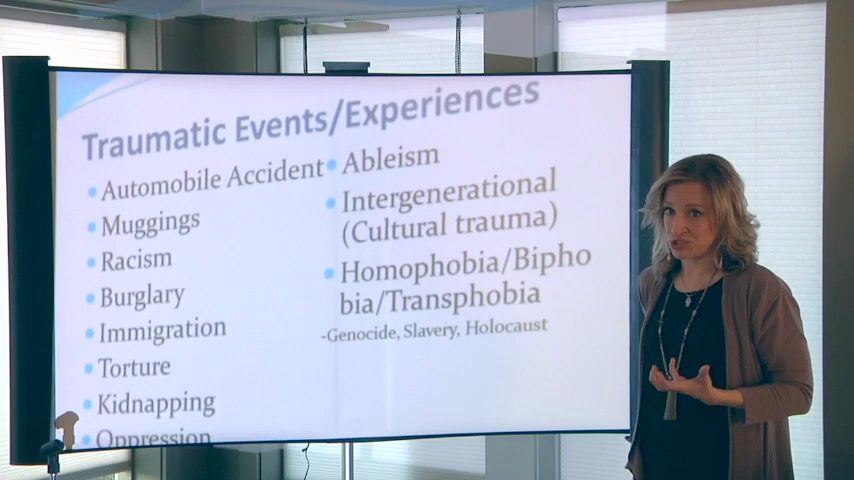 Traumatic Events/Experiences
• Automobile Accident
• Muggings
• Racism
• Burglary
• Immigration
• Torture
• Kidnapping
• Oppression
• Ableism
• Intergenerational
(Cultural trauma)
• Homophobia/Bipho
bia/Transphobia
-Genocide, Slavery, Holocaust